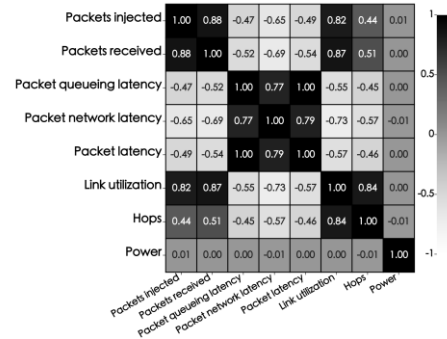 Packets injected 1.00 0.88 -0.47 -0.65 -0.49 0.82 0.44 0.01
Packets received 0.88 1.00 -0.52 -0.69 -0.54 0.87 0.51 0.00
Packet queueing latency -0.47 -0.52 1.00 0.77 1.00 -0.55 -0.45 0.00
Packet network latency -0.65 -0.69 0.77 1.00 0.79 -0.73 -0.57 -0.01
Packet latency -0.49 -0.54 1.00 0.79 1.00 -0.57 -0.46 0.00
Link utilization 0.82 0.87 -0.55 -0.73 -0.57 1.00 0.84 0.00
Hops 0.44 0.51 -0.45 -0.57 -0.46 0.84 1.00 -0.01
Power 0.01 0.00 0.00 -0.01 0.00 0.00 -0.01 1.00
Packets injected
Packets received
Packet queueing latency
Packet network latency
Packet latency
Link utilization
Hops
Power
1
0.5
0
-0.5
-1